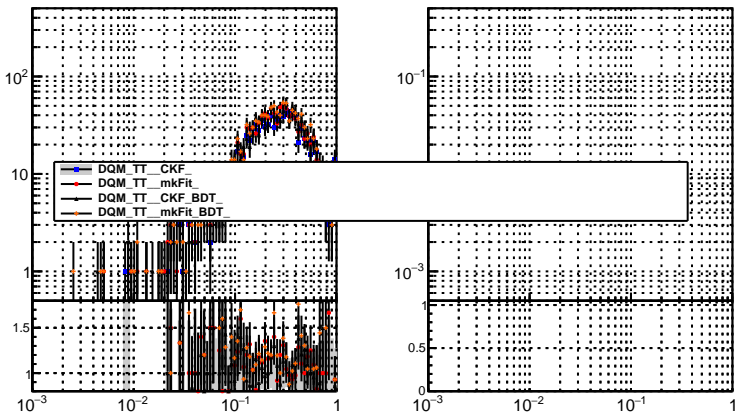 10²
10⁻¹
DQM_TT__CKF_
DQM_TT__mkFit_
DQM_TT__CKF_BDT_
DQM_TT__mkFit_BDT_
10
1
10⁻³
1.5
1
1
0.5
0
10⁻³ 10⁻² 10⁻¹ 1
10⁻³ 10⁻² 10⁻¹ 1